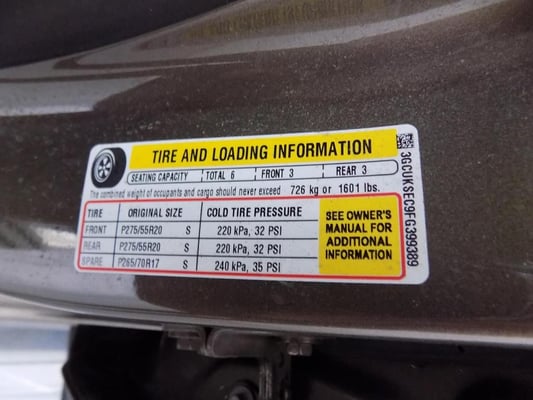 TIRE AND LOADING INFORMATION
SEATING CAPACITY TOTAL 6 FRONT 3 REAR 3
The combined weight of occupants and cargo should never exceed 726 kg or 1601 lbs.
TIRE ORIGINAL SIZE COLD TIRE PRESSURE
FRONT P275/55R20 S 220 kPa, 32 PSI
REAR P275/55R20 S 220 kPa, 32 PSI
SPARE P265/70R17 S 240 kPa, 35 PSI
SEE OWNER'S
MANUAL FOR
ADDITIONAL
INFORMATION
3GCUKSEC9FG399389